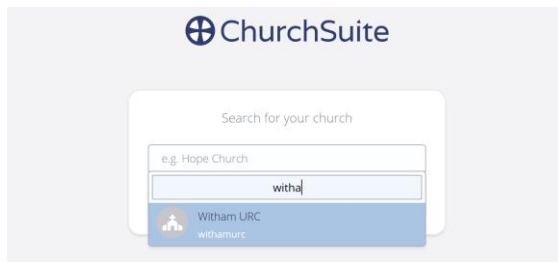 ChurchSuite
Search for your church
e.g. Hope Church
witha
Witham URC
withamurc